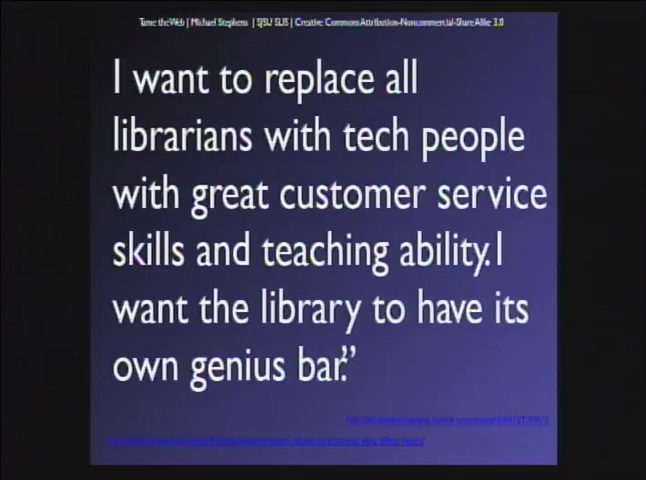 Tame the Web | Michael Stephens | SJSU SLIS | Creative Commons Attribution-Noncommercial-Share Alike 3.0
I want to replace all
librarians with tech people
with great customer service
skills and teaching ability. I
want the library to have its
own genius bar.”